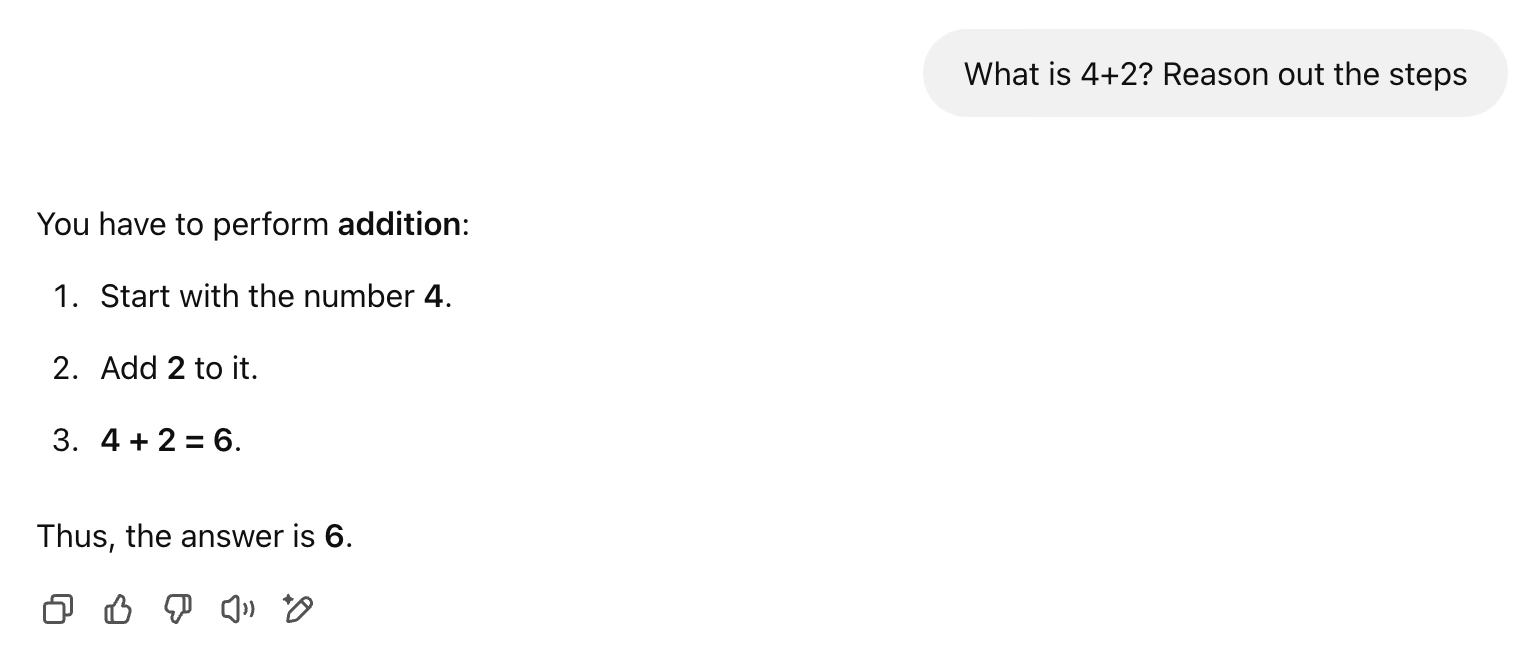 What is 4+2? Reason out the steps
You have to perform addition:
1. Start with the number 4.
2. Add 2 to it.
3. 4 + 2 = 6.
Thus, the answer is 6.